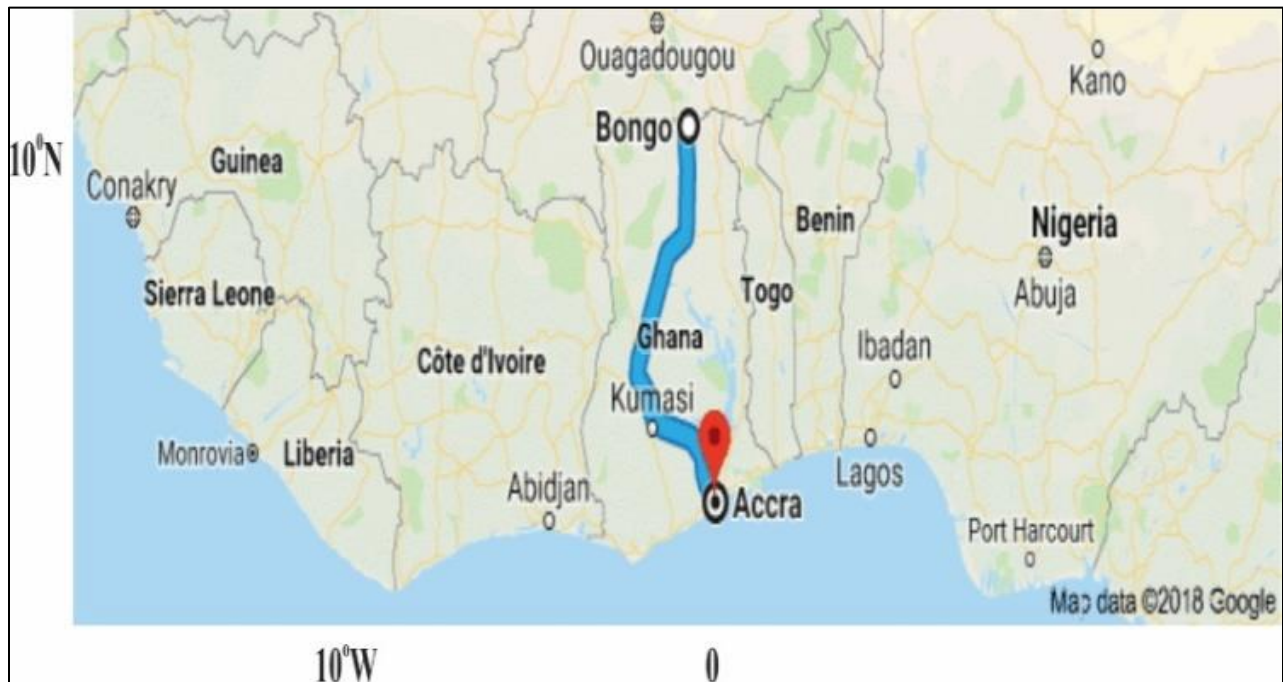 Ouagadougou
Kano
Bongo
10⁰N
Guinea
Conakry
Benin
Nigeria
Sierra Leone
Togo
Abuja
Ghana
Côte d'Ivoire
Ibadan
Kumasi
Monrovia
Liberia
Lagos
Abidjan
Accra
Port Harcourt
Map data ©2018 Google
10⁰W
0